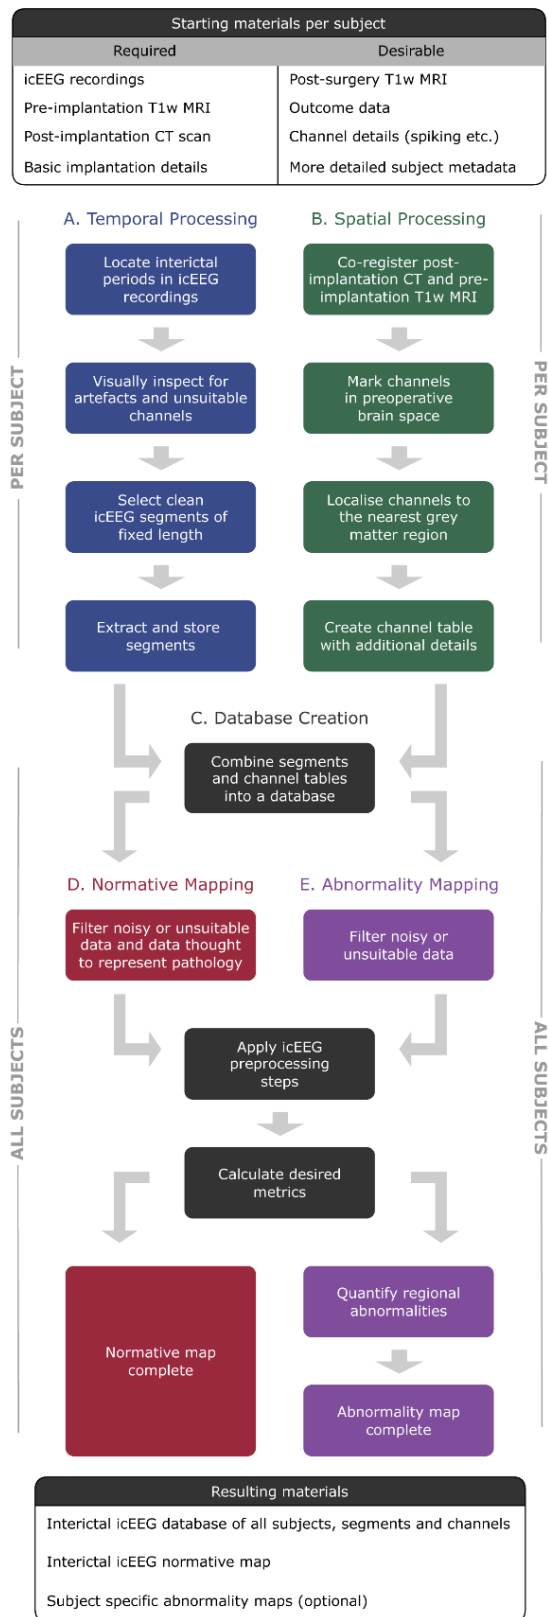 Starting materials per subject
Required
Desirable
icEEG recordings
Post-surgery T1w MRI
Pre-implantation T1w MRI
Outcome data
Post-implantation CT scan
Channel details (spiking etc.)
Basic implantation details
More detailed subject metadata
A. Temporal Processing
B. Spatial Processing
PER SUBJECT
PER SUBJECT
Locate interictal
periods in icEEG
recordings
Co-register post-
implantation CT and pre-
implantation T1w MRI
Visually inspect for
artefacts and unsuitable
channels
Mark channels
in preoperative
brain space
Select clean
icEEG segments of
fixed length
Localise channels to
the nearest grey
matter region
Extract and store
segments
Create channel table
with additional details
C. Database Creation
Combine segments
and channel tables
into a database
ALL SUBJECTS
ALL SUBJECTS
D. Normative Mapping
E. Abnormality Mapping
Filter noisy or unsuitable
data and data thought
to represent pathology
Filter noisy or
unsuitable data
Apply icEEG
preprocessing
steps
Calculate desired
metrics
Normative map
complete
Quantify regional
abnormalities
Abnormality map
complete
Resulting materials
Interictal icEEG database of all subjects, segments and channels
Interictal icEEG normative map
Subject specific abnormality maps (optional)